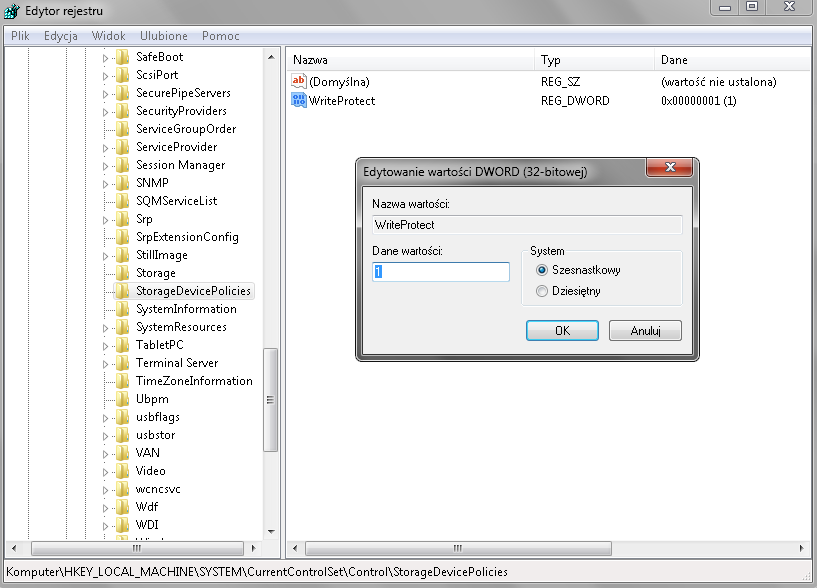 Edytor rejestru
Plik Edycja Widok Ulubione Pomoc
SafeBoot
ScsiPort
SecurePipeServers
SecurityProviders
ServiceGroupOrder
ServiceProvider
Session Manager
SNMP
SQMServiceList
Srp
SrpExtensionConfig
StillImage
Storage
StorageDevicePolicies
SystemInformation
SystemResources
TabletPC
Terminal Server
TimeZoneInformation
Ubpm
usbflags
usbstor
VAN
Video
wcncsvc
Wdf
WDI
Nazwa Typ Dane
(Domyślna) REG_SZ (wartość nie ustalona)
WriteProtect REG_DWORD 0x00000001 (1)
Edytowanie wartości DWORD (32-bitowej)
Nazwa wartości:
WriteProtect
Dane wartości:
1
System
Szesnastkowy
Dziesiętny
OK Anuluj
Komputer\HKEY_LOCAL_MACHINE\SYSTEM\CurrentControlSet\Control\StorageDevicePolicies